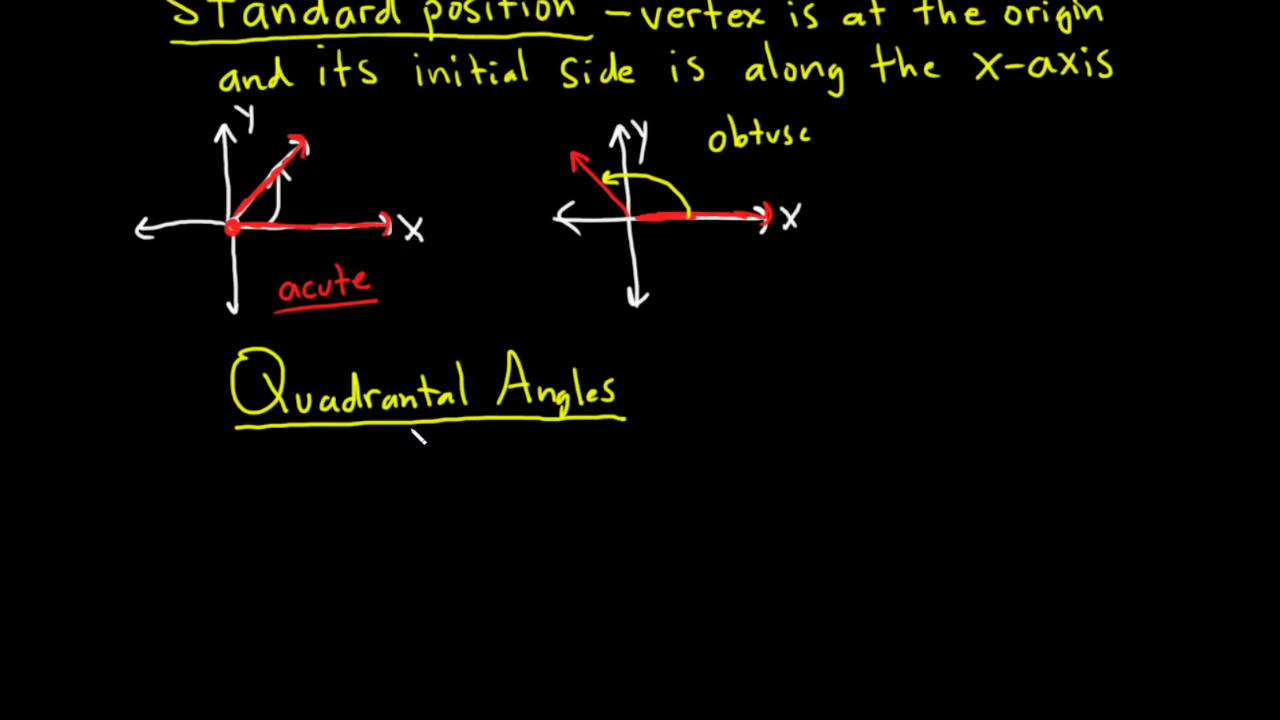 Standard position - vertex is at the origin
and its initial side is along the x-axis
Y
X
acute
Y
obtuse
X
Quadrantal Angles